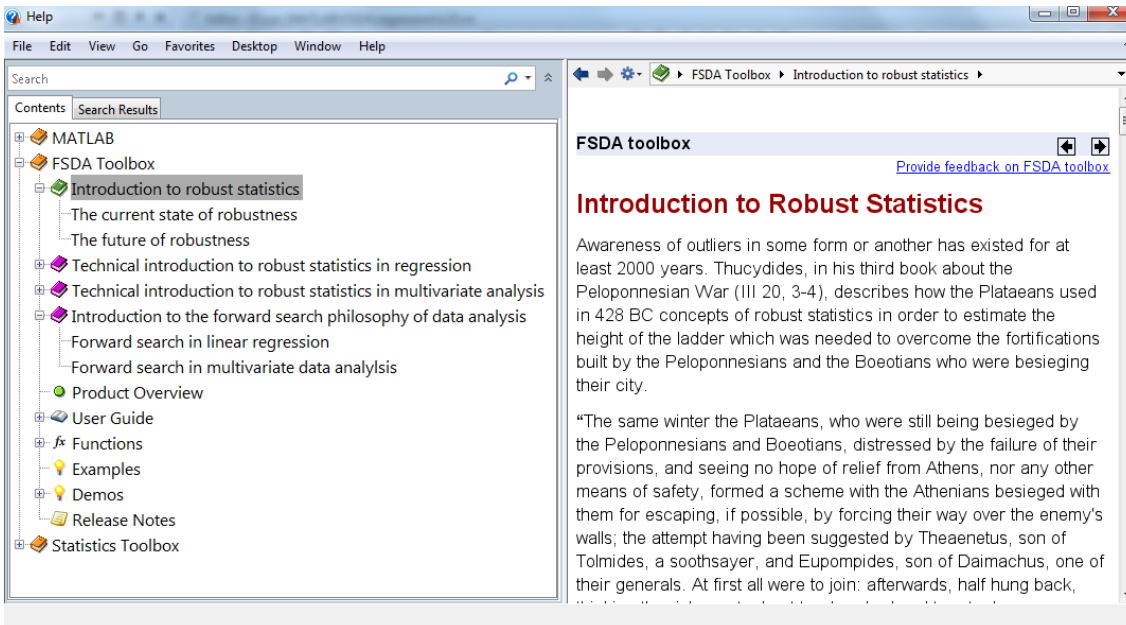 Help
File Edit View Go Favorites Desktop Window Help
Search
Contents Search Results
MATLAB
FSDA Toolbox
Introduction to robust statistics
The current state of robustness
The future of robustness
Technical introduction to robust statistics in regression
Technical introduction to robust statistics in multivariate analysis
Introduction to the forward search philosophy of data analysis
Forward search in linear regression
Forward search in multivariate data analylsis
Product Overview
User Guide
fx Functions
Examples
Demos
Release Notes
Statistics Toolbox
FSDA Toolbox Introduction to robust statistics
FSDA toolbox
Provide feedback on FSDA toolbox
Introduction to Robust Statistics
Awareness of outliers in some form or another has existed for at
least 2000 years. Thucydides, in his third book about the
Peloponnesian War (III 20, 3-4), describes how the Plataeans used
in 428 BC concepts of robust statistics in order to estimate the
height of the ladder which was needed to overcome the fortifications
built by the Peloponnesians and the Boeotians who were besieging
their city.
“The same winter the Plataeans, who were still being besieged by
the Peloponnesians and Boeotians, distressed by the failure of their
provisions, and seeing no hope of relief from Athens, nor any other
means of safety, formed a scheme with the Athenians besieged with
them for escaping, if possible, by forcing their way over the enemy's
walls; the attempt having been suggested by Theaenetus, son of
Tolmides, a soothsayer, and Eupompides, son of Daimachus, one of
their generals. At first all were to join: afterwards, half hung back,